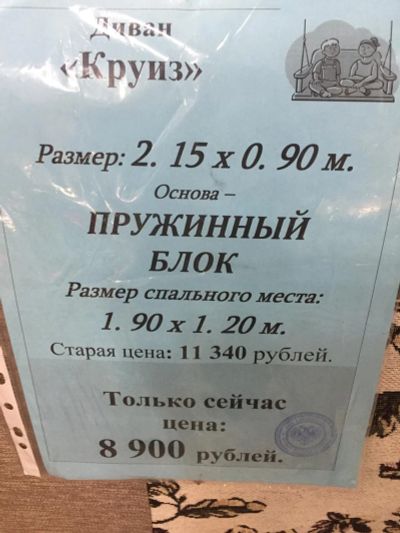 Диван
«Круиз»
Размер: 2. 15 х 0. 90 м.
Основа –
ПРУЖИННЫЙ
БЛОК
Размер спального места:
1. 90 х 1. 20 м.
Старая цена: 11 340 рублей.
Только сейчас
цена:
8 900 рублей.